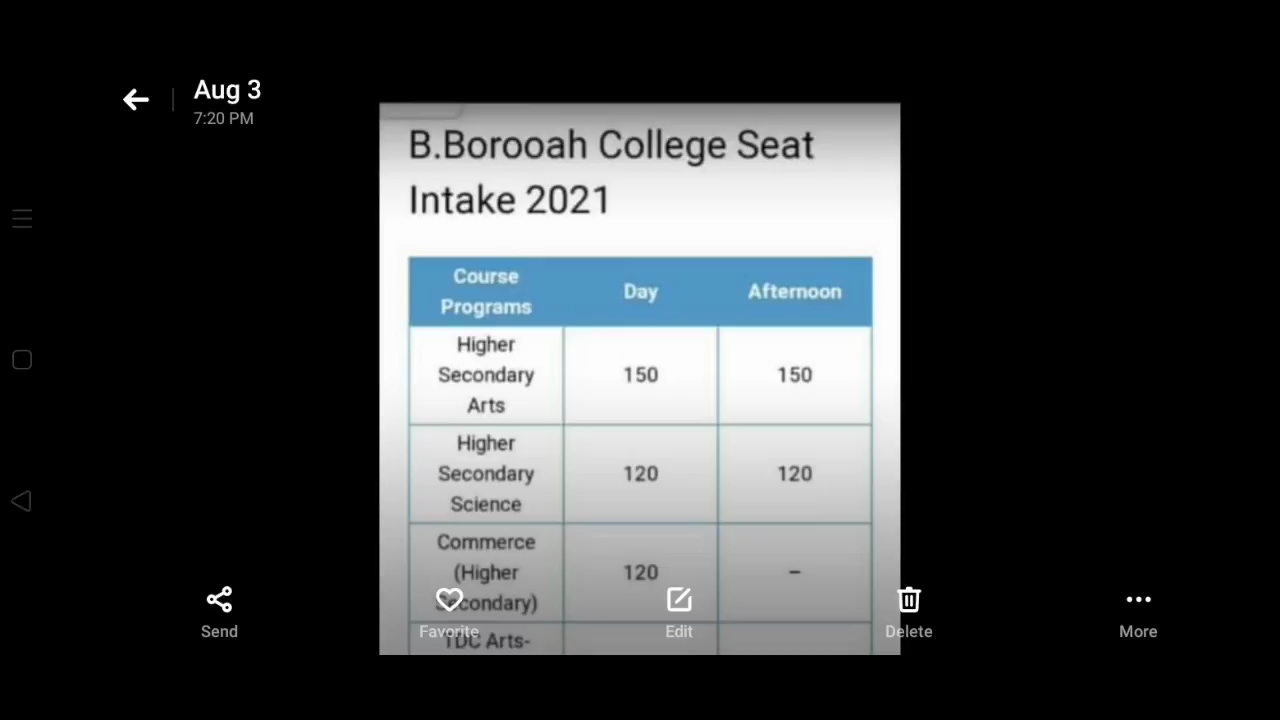 Aug 3
7:20 PM
B.Borooah College Seat
Intake 2021
Course
Programs
Day
Afternoon
Higher
Secondary
Arts
150
150
Higher
Secondary
Science
120
120
Commerce
(Higher
Secondary)
120
–
TDC Arts-
Send
Favorite
Edit
Delete
More